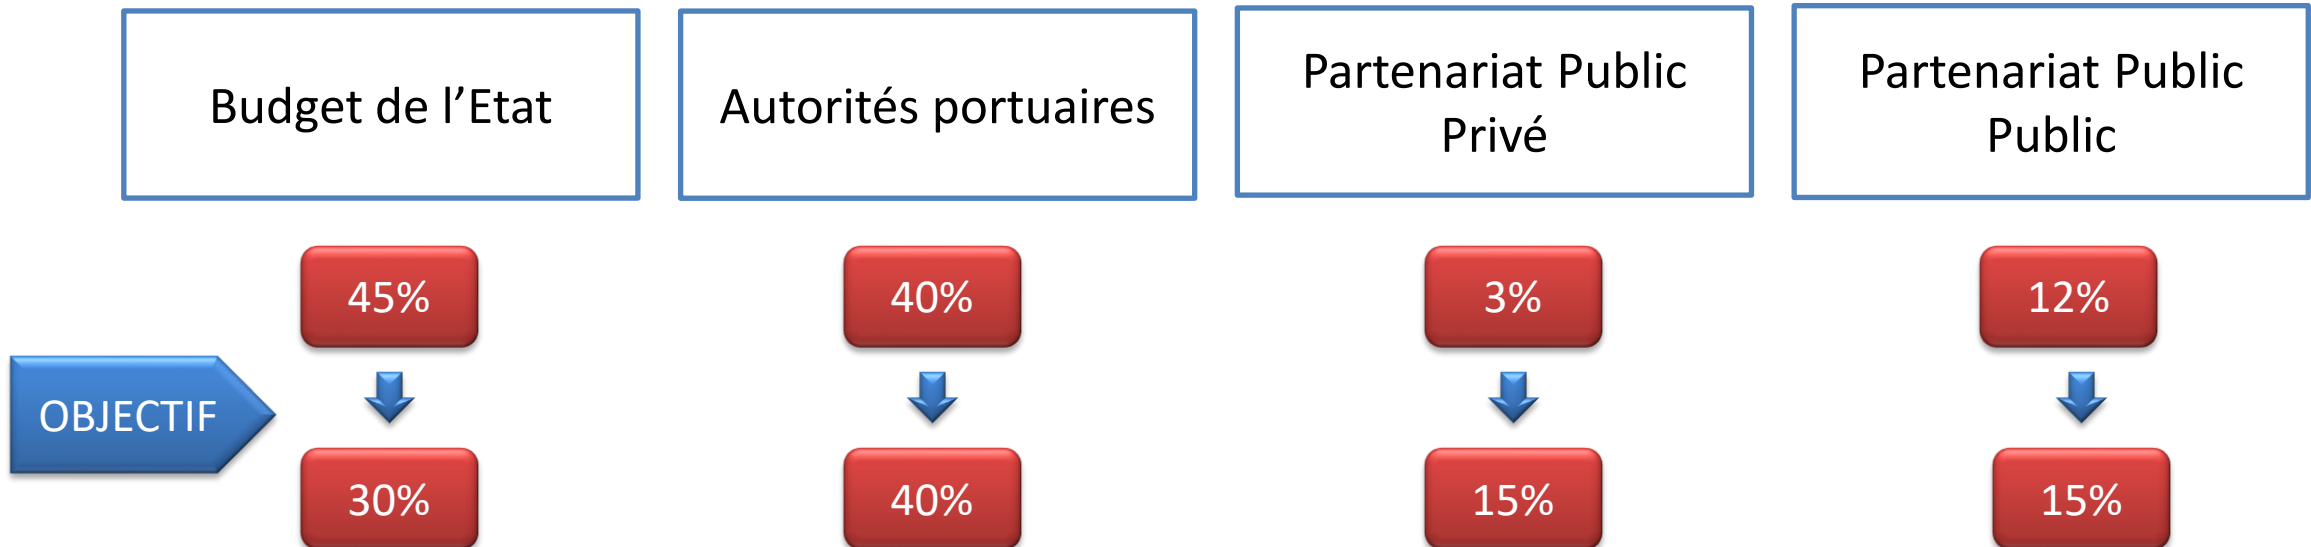 Budget de l’Etat
Autorités portuaires
Partenariat Public
Privé
Partenariat Public
Public
45%
40%
3%
12%
OBJECTIF
30%
40%
15%
15%